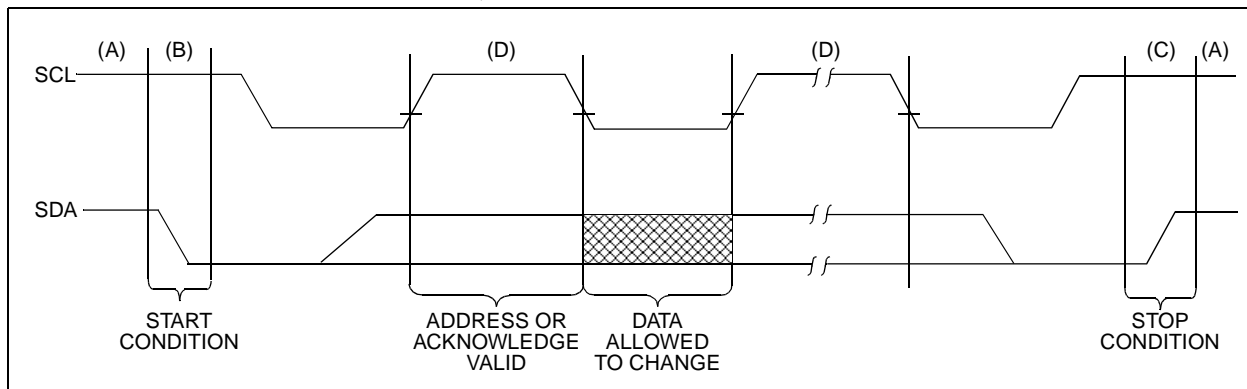 (A) (B) (D) (D) (C) (A)
SCL
SDA
START
CONDITION
ADDRESS OR
ACKNOWLEDGE
VALID
DATA
ALLOWED
TO CHANGE
STOP
CONDITION